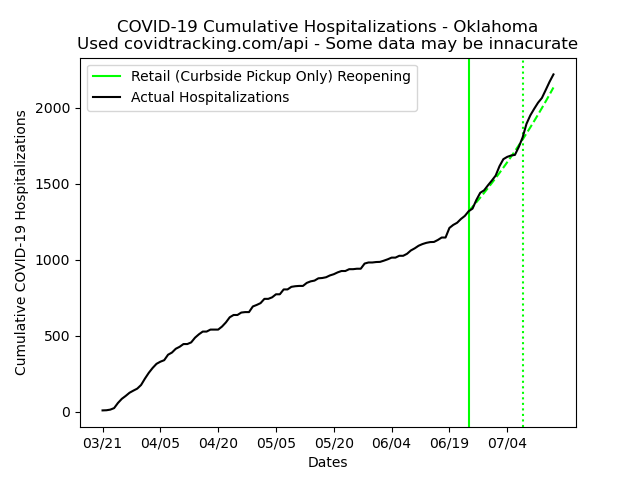 COVID-19 Cumulative Hospitalizations - Oklahoma
Used covidtracking.com/api - Some data may be innacurate
Retail (Curbside Pickup Only) Reopening
Actual Hospitalizations
Cumulative COVID-19 Hospitalizations
2000
1500
1000
500
0
03/21 04/05 04/20 05/05 05/20 06/04 06/19 07/04
Dates